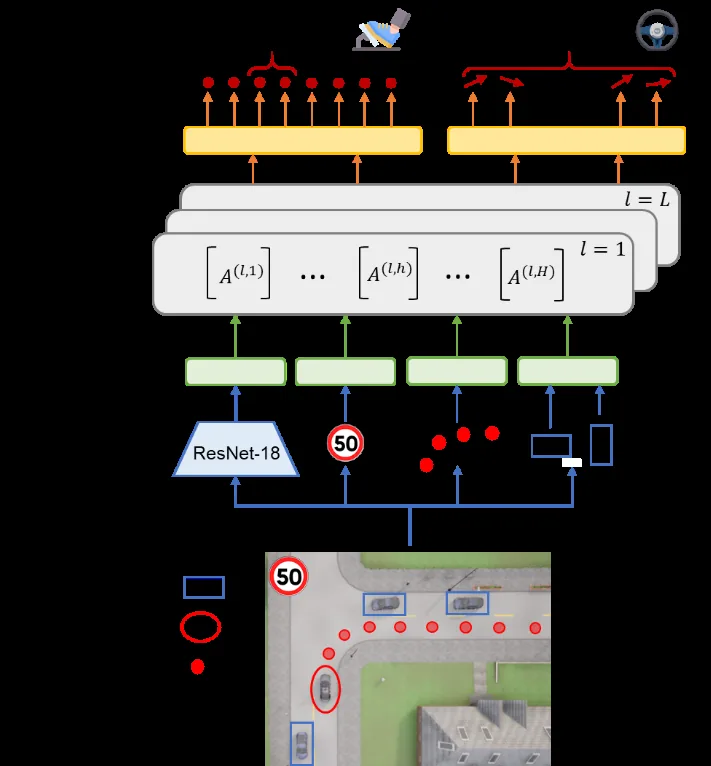 l = L
l = 1
[A^(l,1)] ... [A^(l,h)] ... [A^(l,H)]
ResNet-18
50
50